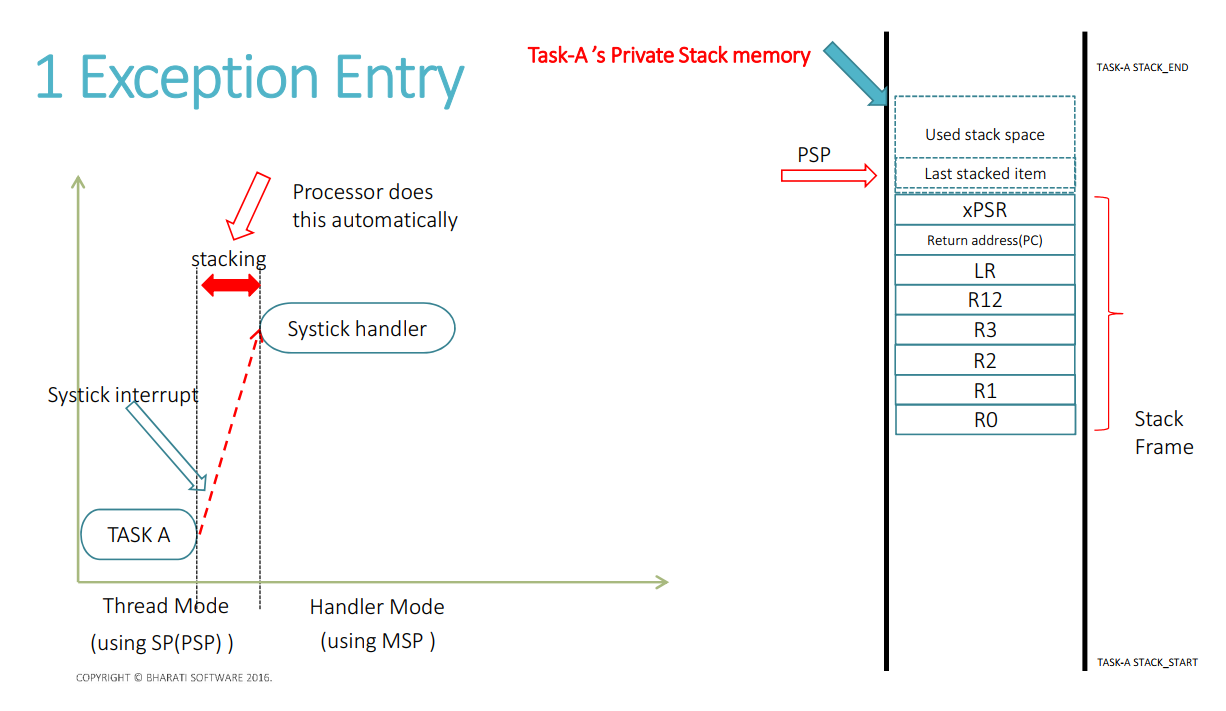 1 Exception Entry
Task-A ’s Private Stack memory
TASK-A STACK_END
Used stack space
PSP
Last stacked item
Processor does
this automatically
xPSR
Return address(PC)
stacking
LR
R12
Systick handler
R3
R2
Systick interrupt
R1
R0
Stack
Frame
TASK A
Thread Mode
(using SP(PSP) )
Handler Mode
(using MSP )
TASK-A STACK_START
COPYRIGHT © BHARATI SOFTWARE 2016.